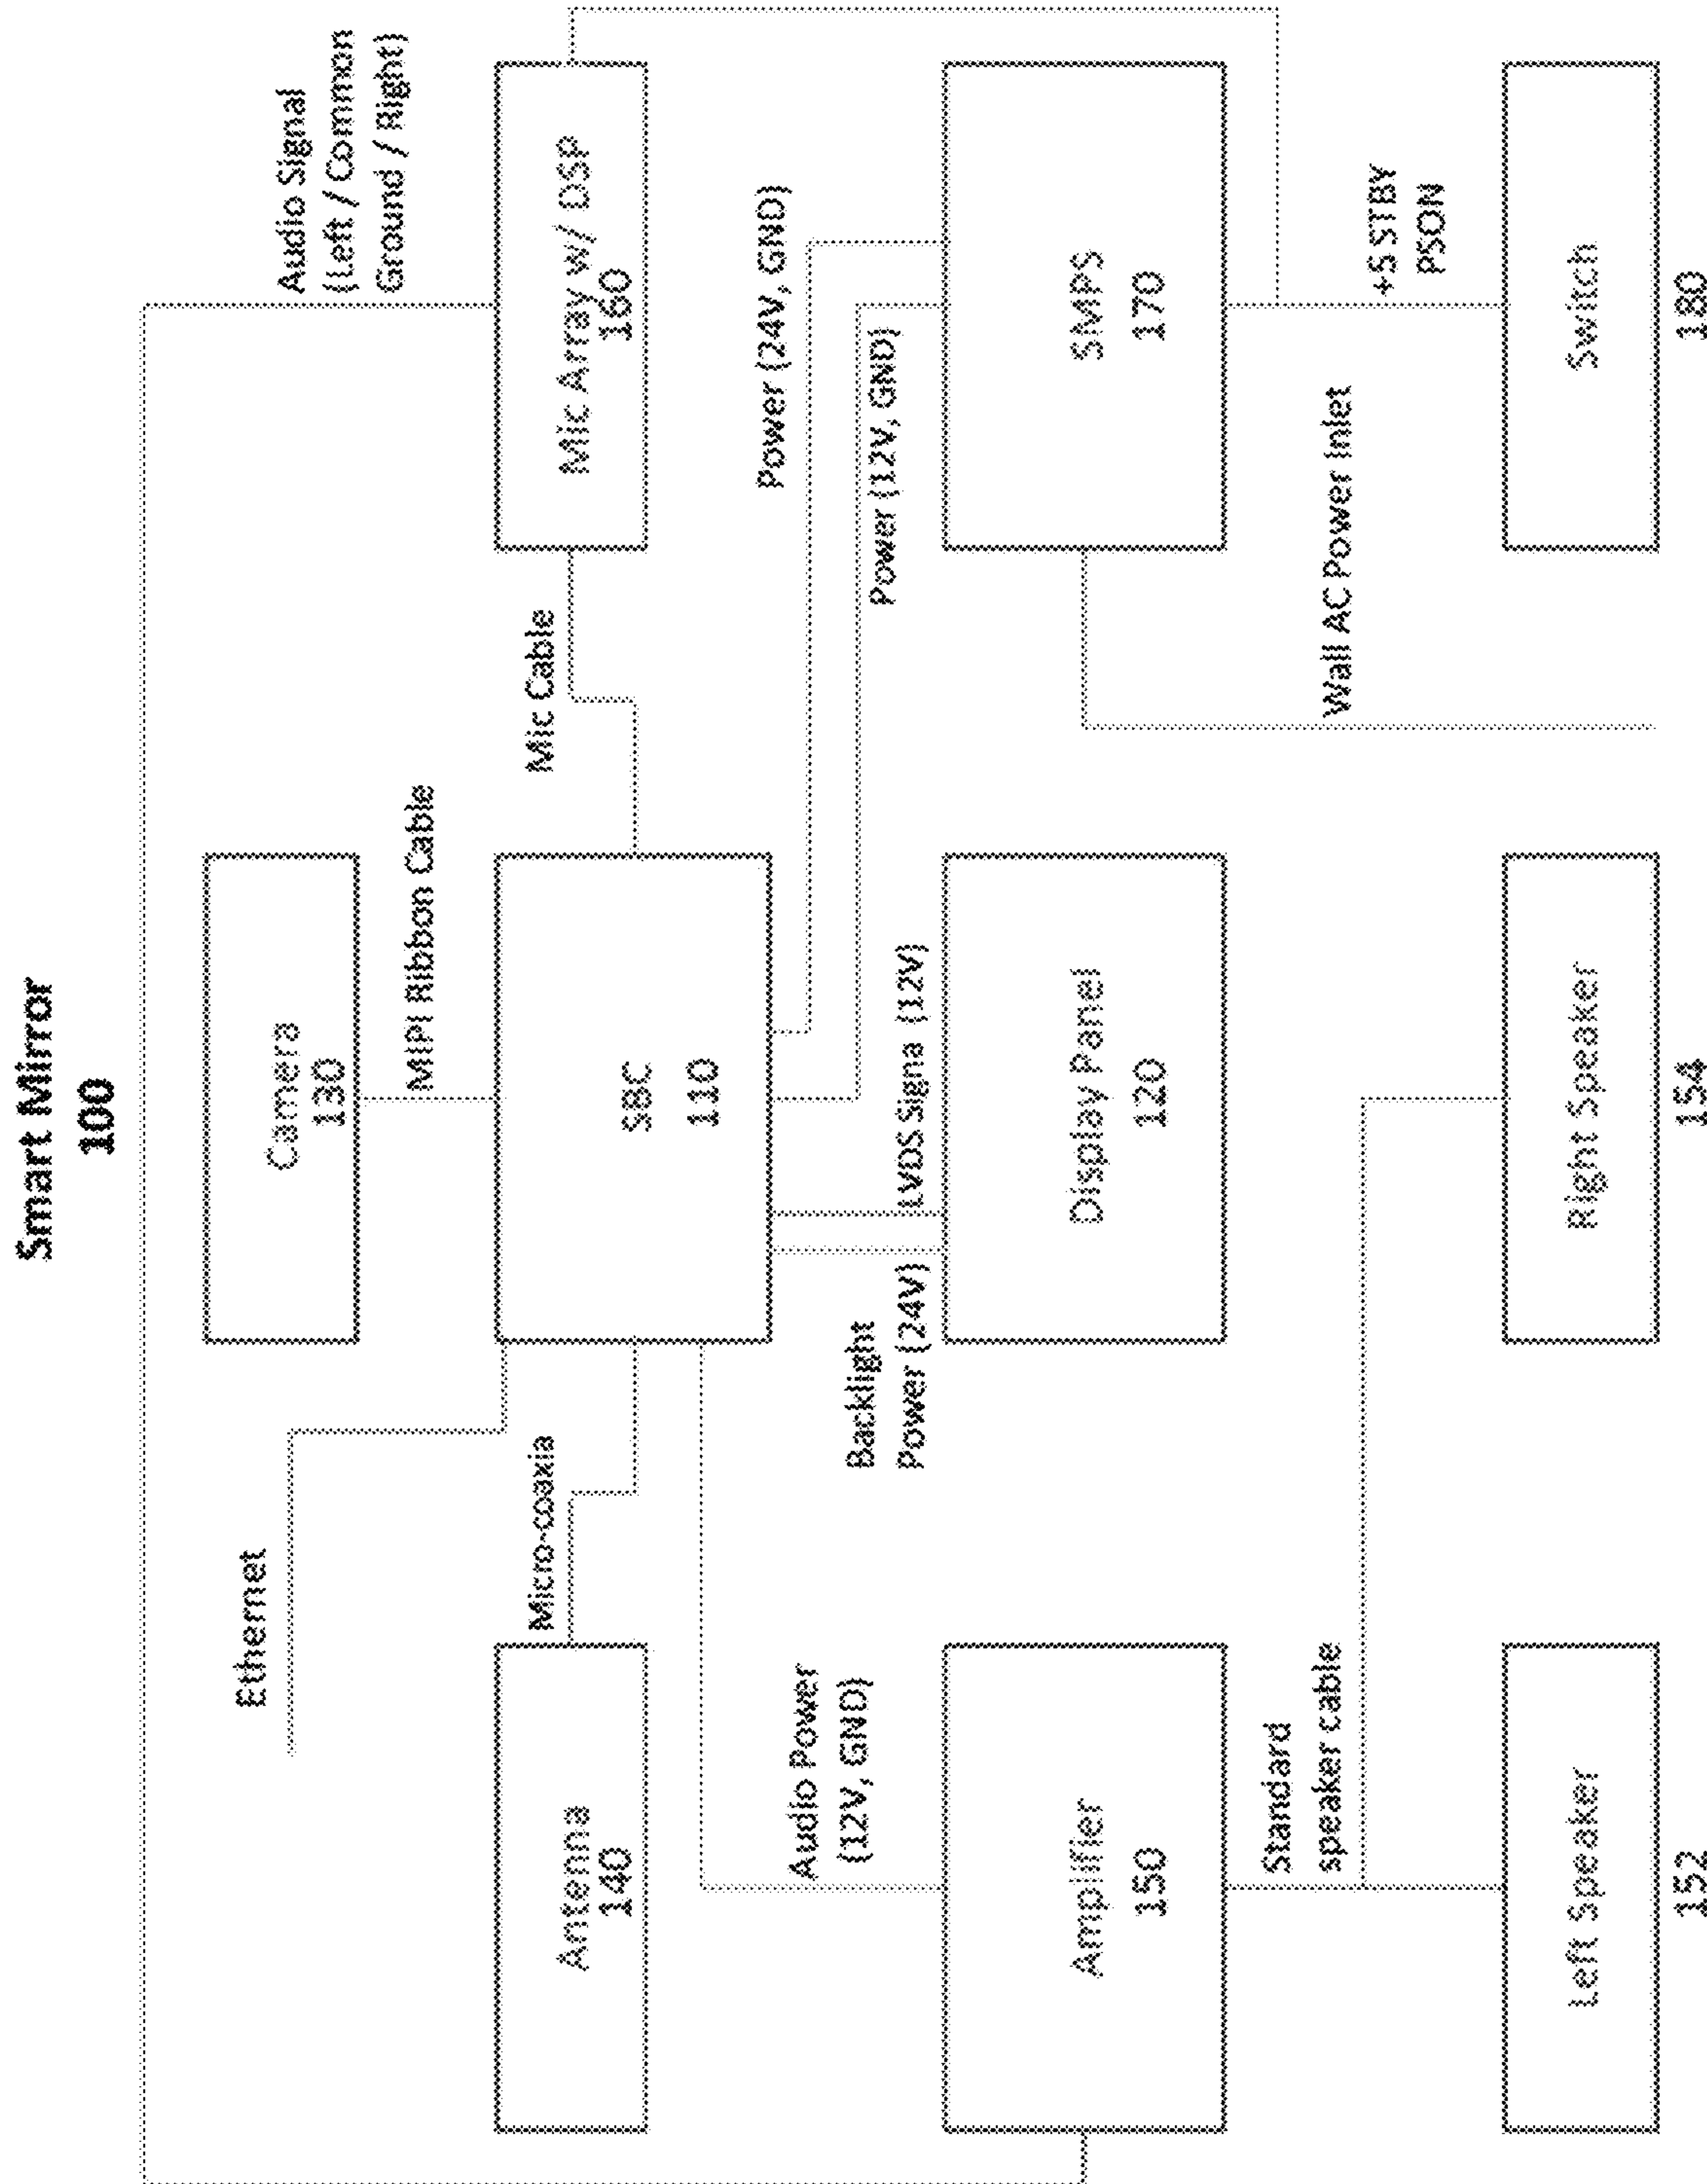 Smart Mirror
100
Audio Signal
(Left / Common
Ground / Right)
Ethernet
Camera
130
MIPI Ribbon Cable
Antenna
140
Micro-coaxia
SBC
110
Mic Cable
Mic Array w/ DSP
160
Audio Power
(12V, GND)
Backlight
Power (24V)
LVDS Signa (12V)
Power (24V, GND)
Power (12V, GND)
Amplifier
150
Display Panel
120
SMPS
170
Standard
speaker cable
Wall AC Power Inlet
+5 STBY
PSON
Left Speaker
152
Right Speaker
154
Switch
180